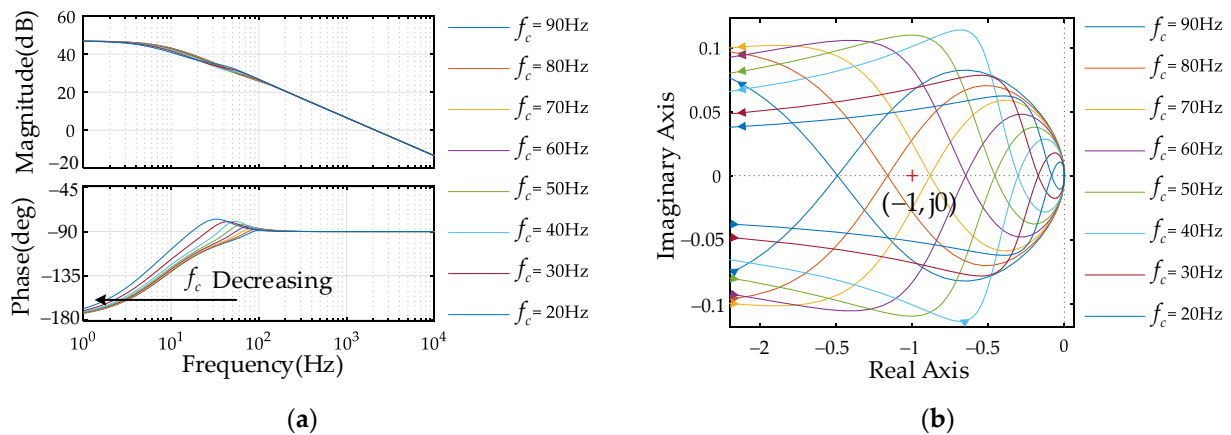 60
40
20
0
−20
Magnitude(dB)
−45
−90
−135
−180
Phase(deg)
f_c Decreasing
10^0
10^1
10^2
10^3
10^4
Frequency(Hz)
f_c = 90Hz
f_c = 80Hz
f_c = 70Hz
f_c = 60Hz
f_c = 50Hz
f_c = 40Hz
f_c = 30Hz
f_c = 20Hz
(a)
0.1
0.05
0
−0.05
−0.1
Imaginary Axis
(−1, j0)
−2
−1.5
−1
−0.5
0
Real Axis
f_c = 90Hz
f_c = 80Hz
f_c = 70Hz
f_c = 60Hz
f_c = 50Hz
f_c = 40Hz
f_c = 30Hz
f_c = 20Hz
(b)